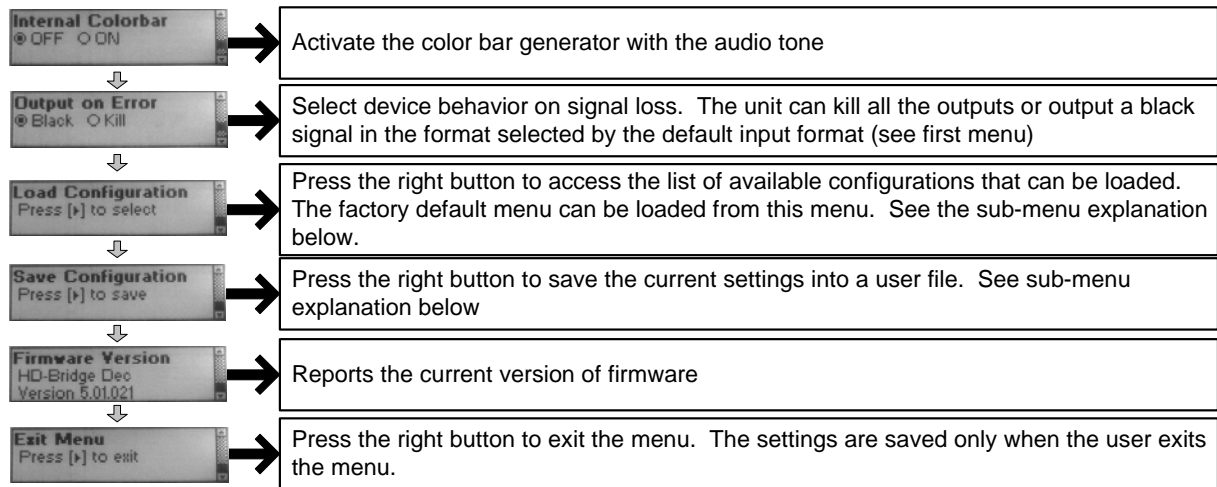 Internal Colorbar
OFF ON
Activate the color bar generator with the audio tone
Output on Error
Black Kill
Select device behavior on signal loss. The unit can kill all the outputs or output a black
signal in the format selected by the default input format (see first menu)
Load Configuration
Press [▸] to select
Press the right button to access the list of available configurations that can be loaded.
The factory default menu can be loaded from this menu. See the sub-menu explanation
below.
Save Configuration
Press [▸] to save
Press the right button to save the current settings into a user file. See sub-menu
explanation below
Firmware Version
HD-Bridge Dec
Version 5.01.021
Reports the current version of firmware
Exit Menu
Press [▸] to exit
Press the right button to exit the menu. The settings are saved only when the user exits
the menu.